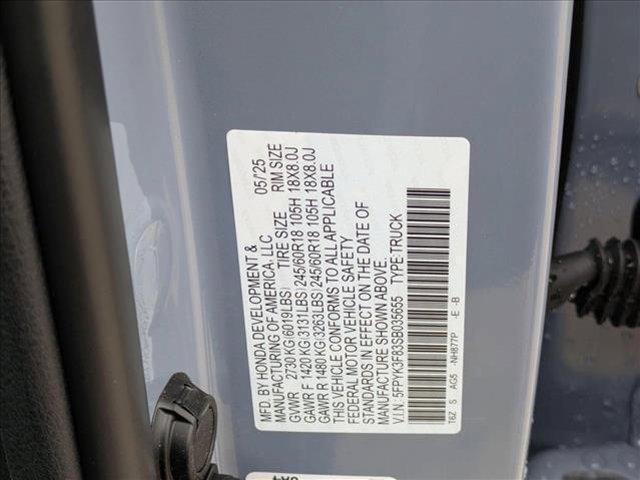 MFD. BY HONDA DEVELOPMENT & 05/'25
MANUFACTURING OF AMERICA, LLC
GVWR 2730 KG (6019LBS) TIRE SIZE RIM SIZE
GAWR F 1420 KG (3131LBS) 245/60R18 105H 18X8.0J
GAWR R 1480 KG (3263LBS) 245/60R18 105H 18X8.0J
THIS VEHICLE CONFORMS TO ALL APPLICABLE
FEDERAL MOTOR VEHICLE SAFETY
STANDARDS IN EFFECT ON THE DATE OF
MANUFACTURE SHOWN ABOVE.
V.I.N: 5FPYK3F83SB035655 TYPE:TRUCK
T6Z S AG5 -NH877P -E -B